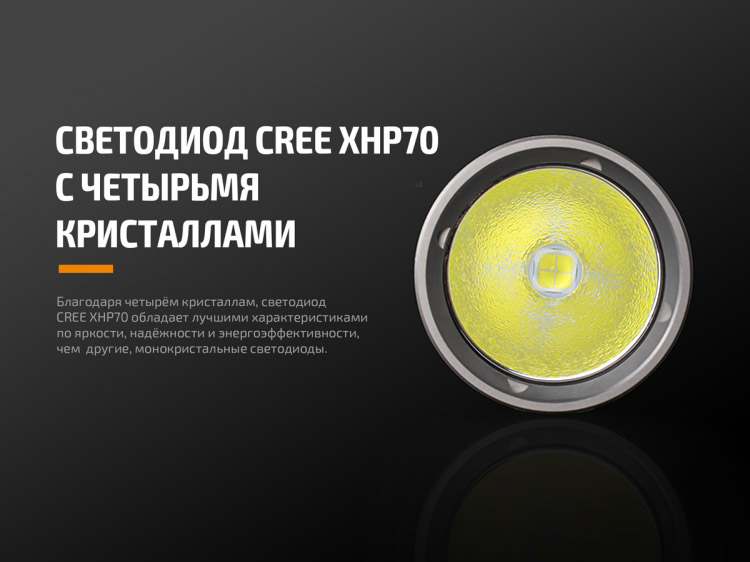 СВЕТОДИОД CREE XHP70
С ЧЕТЫРЬМЯ
КРИСТАЛЛАМИ
Благодаря четырём кристаллам, светодиод
CREE XHP70 обладает лучшими характеристиками
по яркости, надёжности и энергоэффективности,
чем другие, монокристальные светодиоды.